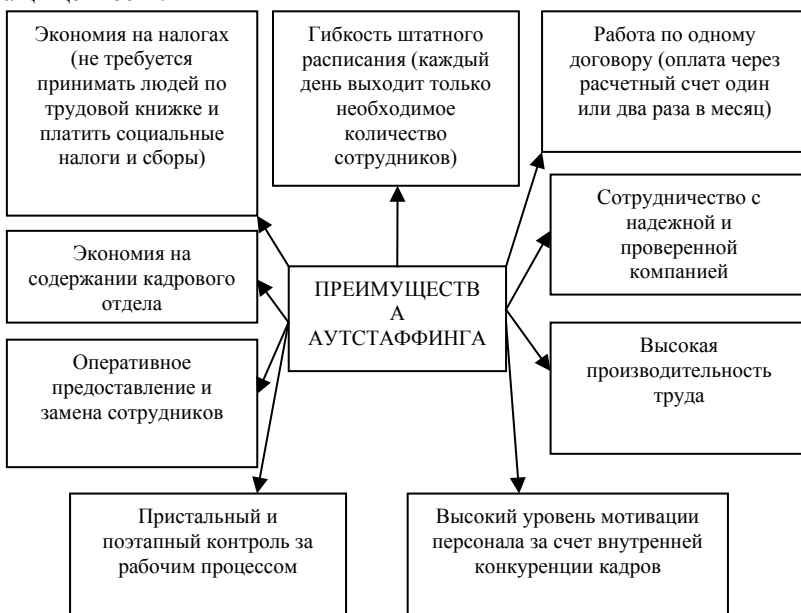 Экономия на налогах
(не требуется
принимать людей по
трудовой книжке и
платить социальные
налоги и сборы)
Гибкость штатного
расписания (каждый
день выходит только
необходимое
количество
сотрудников)
Работа по одному
договору (оплата через
расчетный счет один
или два раза в месяц)
Экономия на
содержании кадрового
отдела
ПРЕИМУЩЕСТВ
А
АУТСТАФФИНГА
Сотрудничество с
надежной и
проверенной
компанией
Оперативное
предоставление и
замена сотрудников
Высокая
производительность
труда
Пристальный и
поэтапный контроль за
рабочим процессом
Высокий уровень мотивации
персонала за счет внутренней
конкуренции кадров